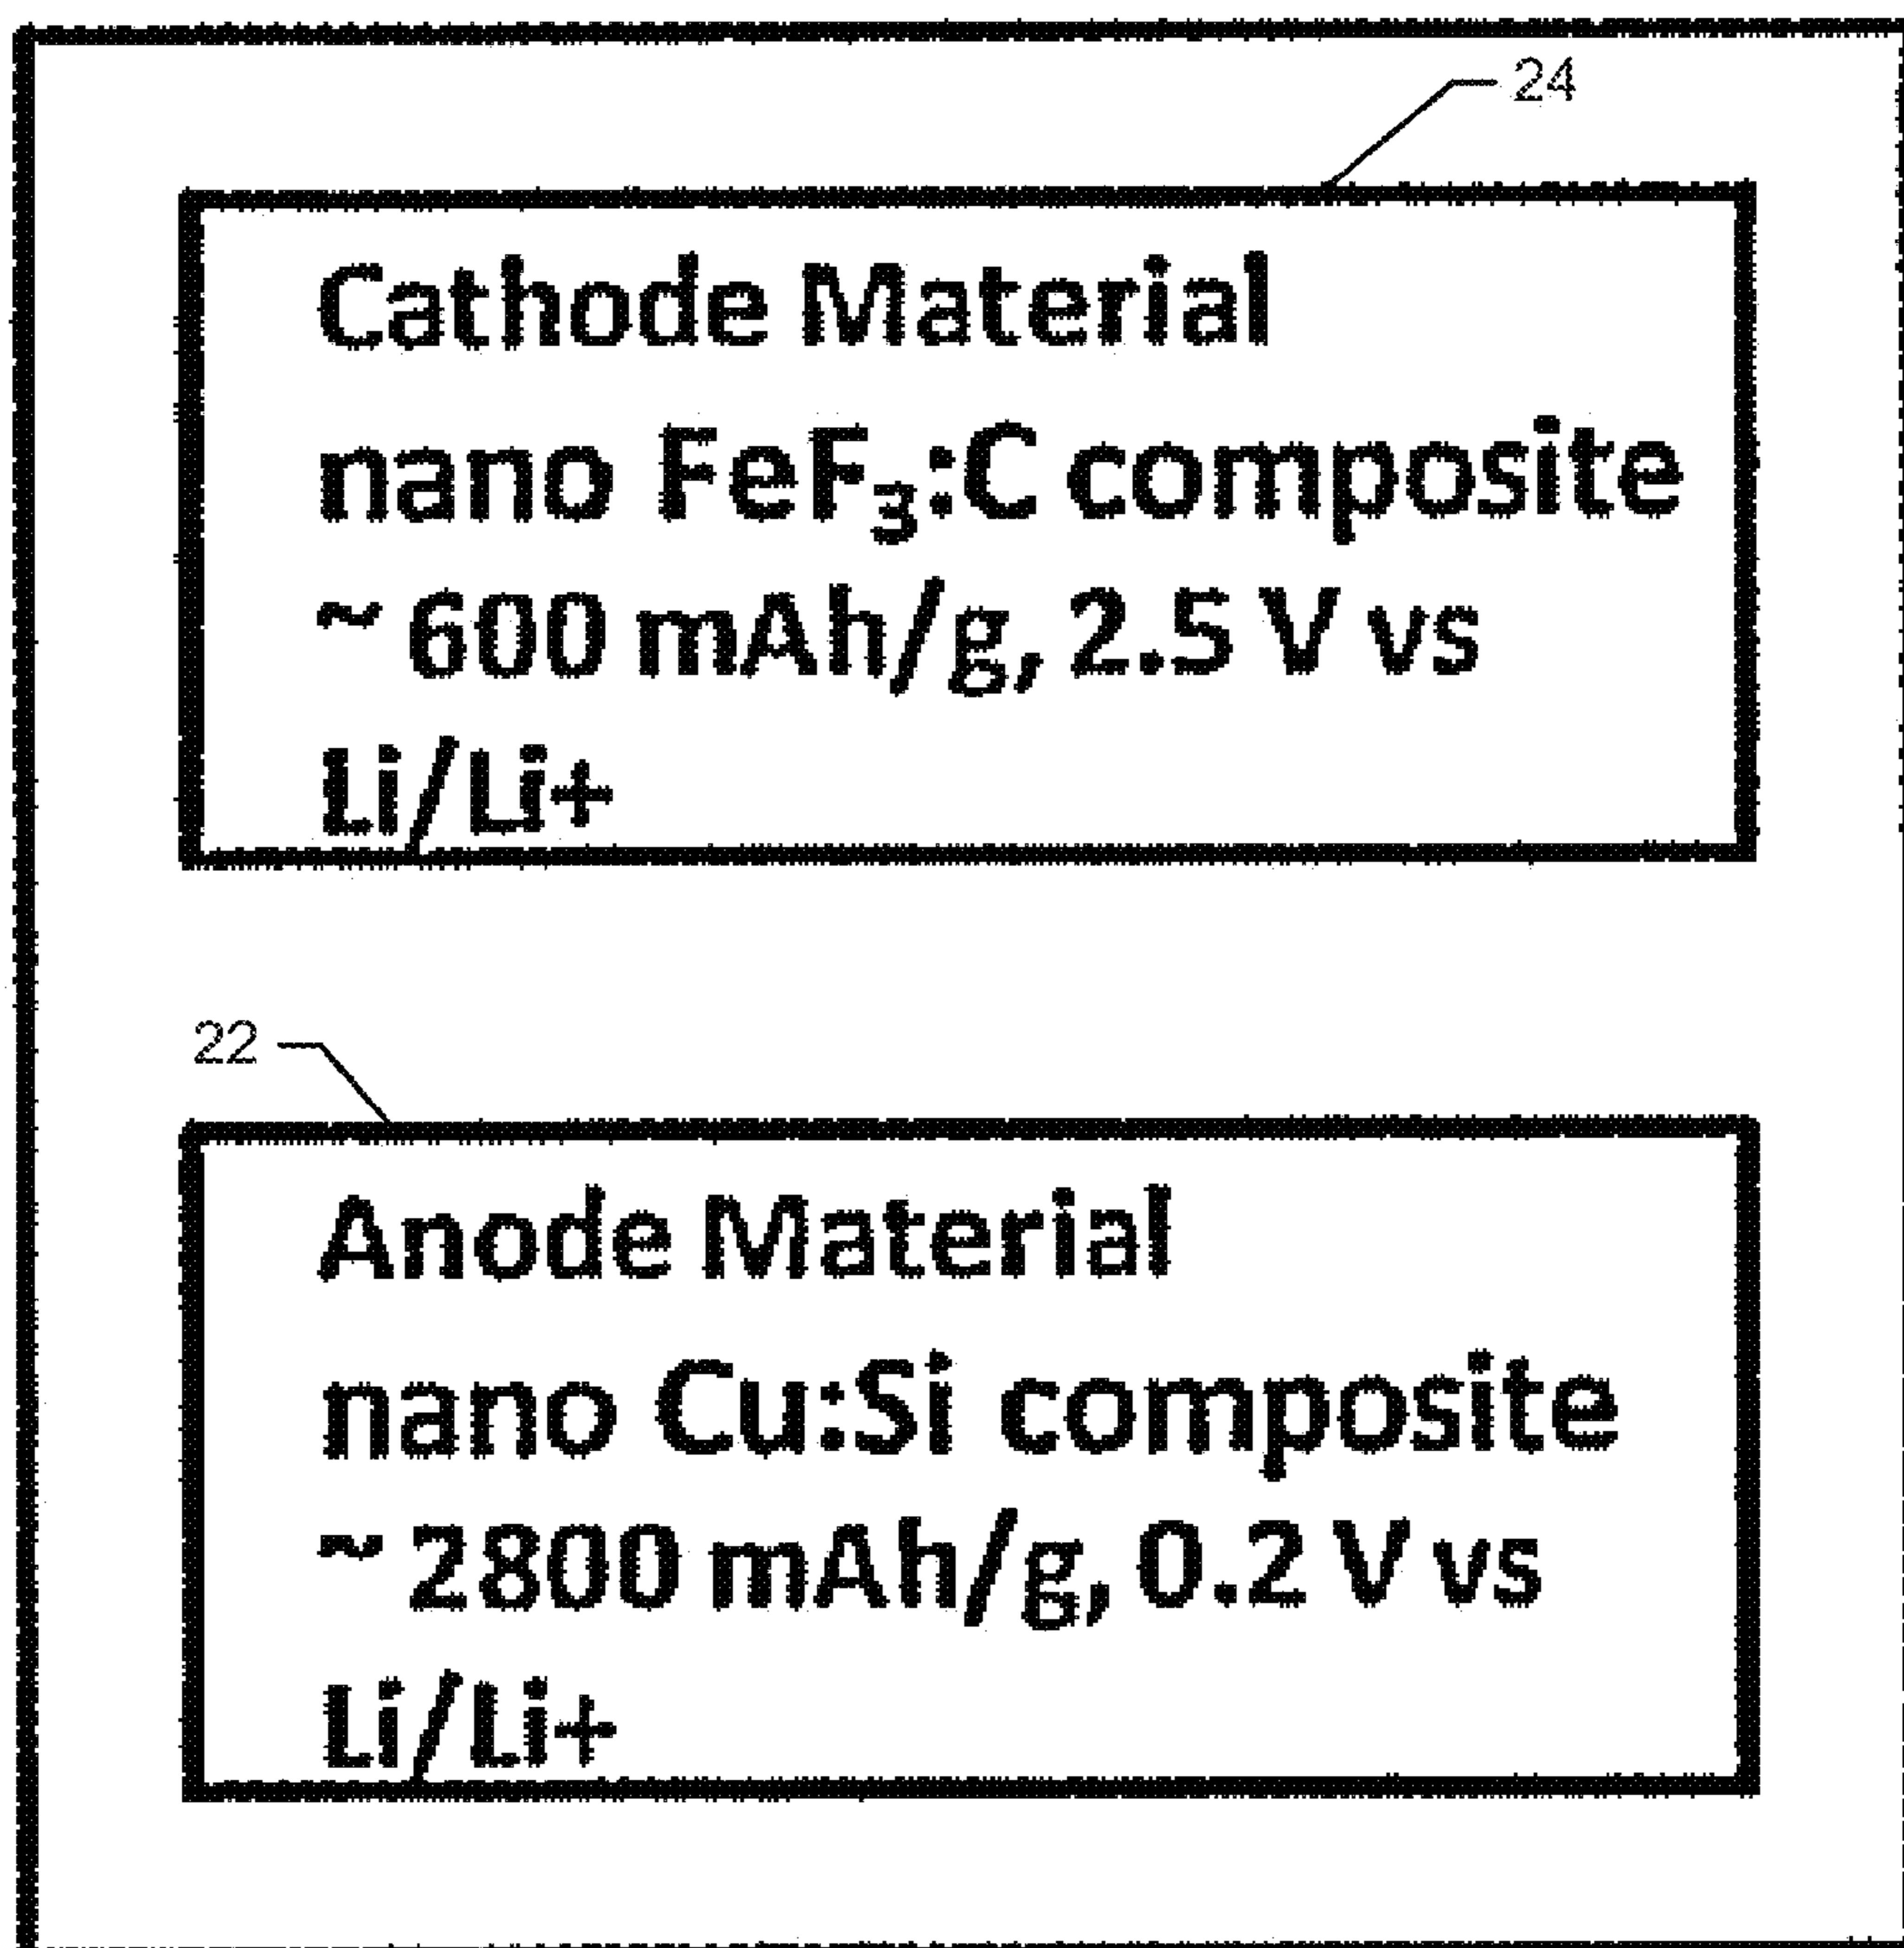 24
Cathode Material
nano FeF₃:C composite
~ 600 mAh/g, 2.5 V vs
Li/Li+
22
Anode Material
nano Cu:Si composite
~ 2800 mAh/g, 0.2 V vs
Li/Li+